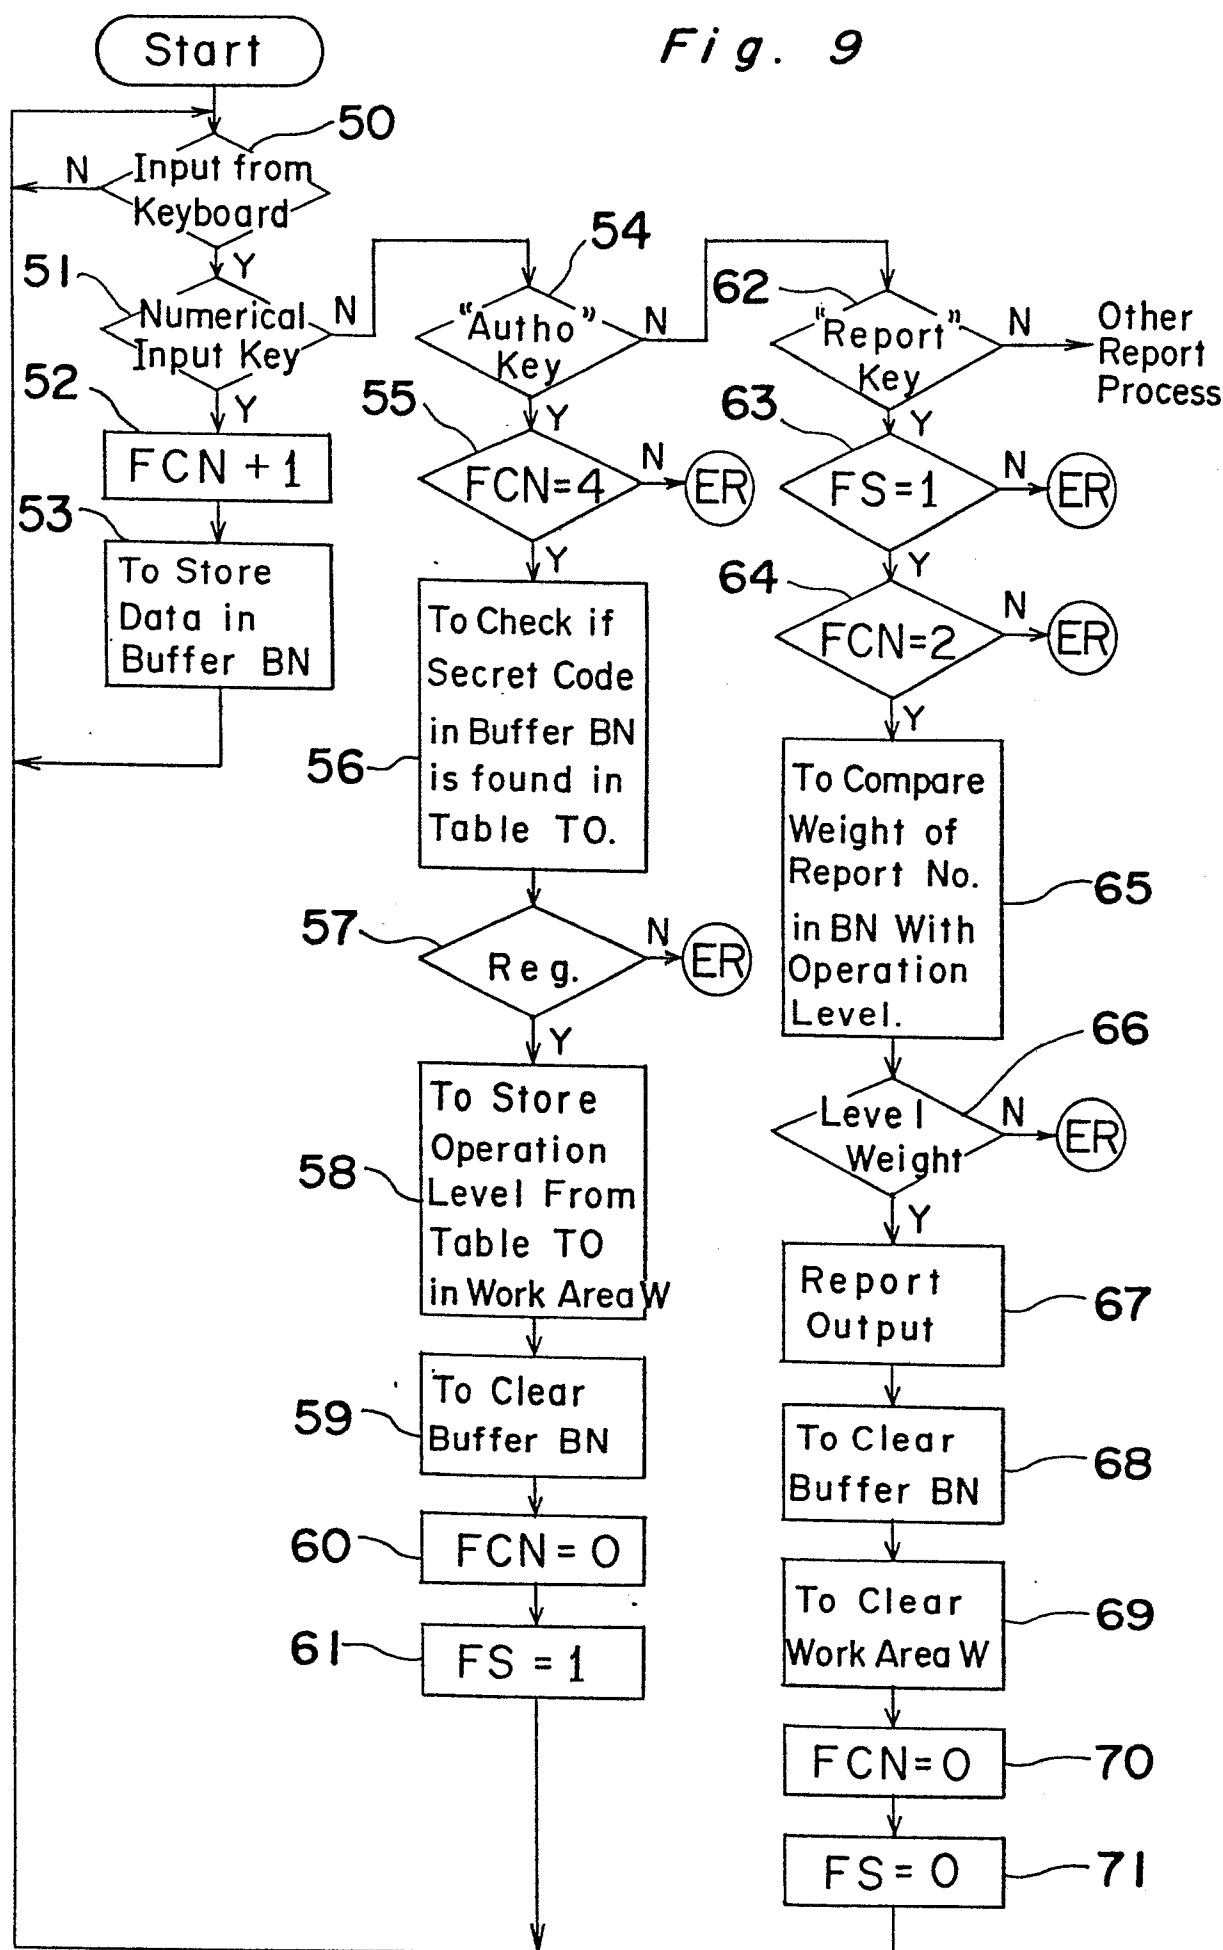 Fig. 9
Start
50
Input from
Keyboard
N
Y
51
Numerical
Input Key
N
Y
52
FCN + 1
53
To Store
Data in
Buffer BN
54
"Autho"
Key
N
Y
55
FCN=4
N
ER
Y
56
To Check if
Secret Code
in Buffer BN
is found in
Table TO.
57
Reg.
N
ER
Y
58
To Store
Operation
Level From
Table TO
in Work Area W
59
To Clear
Buffer BN
60
FCN = 0
61
FS = 1
62
"Report"
Key
N
Other
Report
Process
Y
63
FS=1
N
ER
Y
64
FCN=2
N
ER
Y
65
To Compare
Weight of
Report No.
in BN With
Operation
Level.
66
Level
Weight
N
ER
Y
67
Report
Output
68
To Clear
Buffer BN
69
To Clear
Work Area W
70
FCN=0
71
FS=0